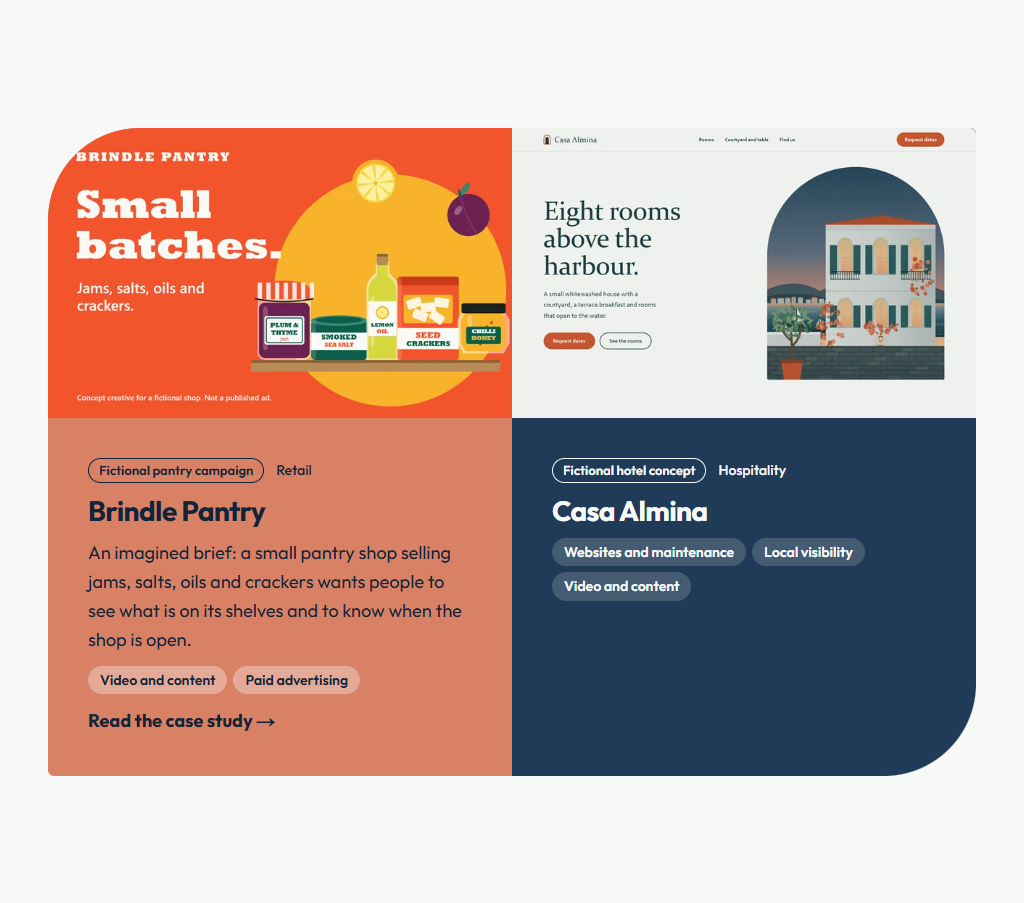 BRINDLE PANTRY
Small
batches.
Jams, salts, oils and
crackers.
PLUM &
THYME
jam
SMOKED
SEA SALT
LEMON
OIL
SEED
CRACKERS
CHILLI
HONEY
Concept creative for a fictional shop. Not a published ad.
Casa Almina
Rooms
Courtyard and table
Find us
Request dates
Eight rooms
above the
harbour.
A small whitewashed house with a
courtyard, a terrace breakfast and rooms
that open to the water.
Request dates
See the rooms
Fictional pantry campaign
Retail
Brindle Pantry
An imagined brief: a small pantry shop selling
jams, salts, oils and crackers wants people to
see what is on its shelves and to know when the
shop is open.
Video and content
Paid advertising
Read the case study →
Fictional hotel concept
Hospitality
Casa Almina
Websites and maintenance
Local visibility
Video and content